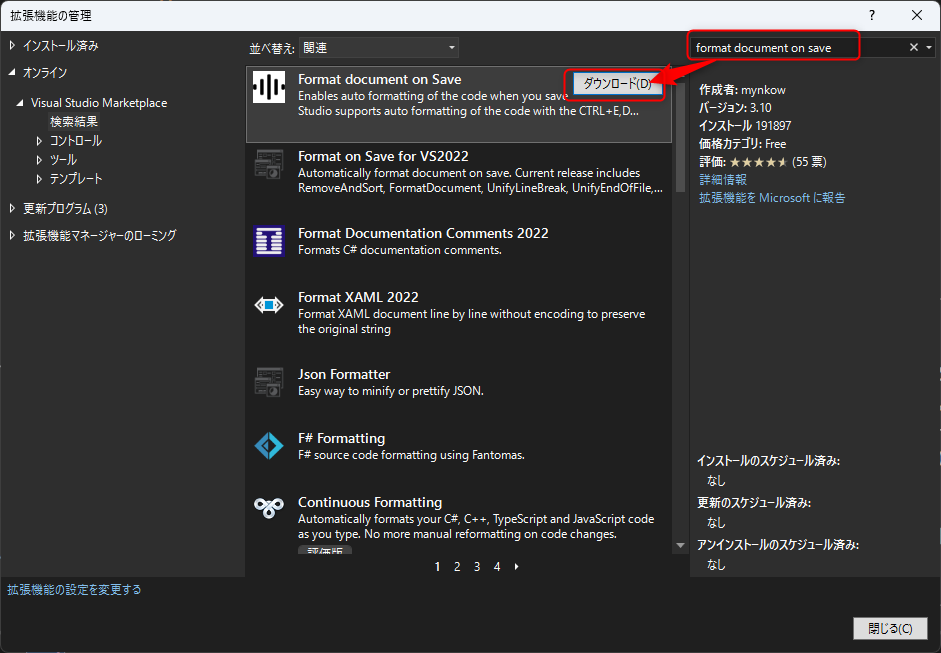 拡張機能の管理
?
インストール済み
オンライン
Visual Studio Marketplace
検索結果
コントロール
ツール
テンプレート
更新プログラム (3)
拡張機能マネージャーのローミング
並べ替え: 関連
Format document on Save
Enables auto formatting of the code when you save
Studio supports auto formatting of the code with the CTRL+E,D...
ダウンロード(D)
Format on Save for VS2022
Automatically format document on save. Current release includes
RemoveAndSort, FormatDocument, UnifyLineBreak, UnifyEndOfFile,...
Format Documentation Comments 2022
Formats C# documentation comments.
Format XAML 2022
Format XAML document line by line without encoding to preserve
the original string
Json Formatter
Easy way to minify or prettify JSON.
F# Formatting
F# source code formatting using Fantomas.
Continuous Formatting
Automatically formats your C#, C++, TypeScript and JavaScript code
as you type. No more manual reformatting on code changes.
評価版
1 2 3 4
format document on save
作成者: mynkow
バージョン: 3.10
インストール 191897
価格カテゴリ: Free
評価: ★★★★★ (55 票)
詳細情報
拡張機能を Microsoft に報告
インストールのスケジュール済み:
なし
更新のスケジュール済み:
なし
アンインストールのスケジュール済み:
なし
拡張機能の設定を変更する
閉じる(C)